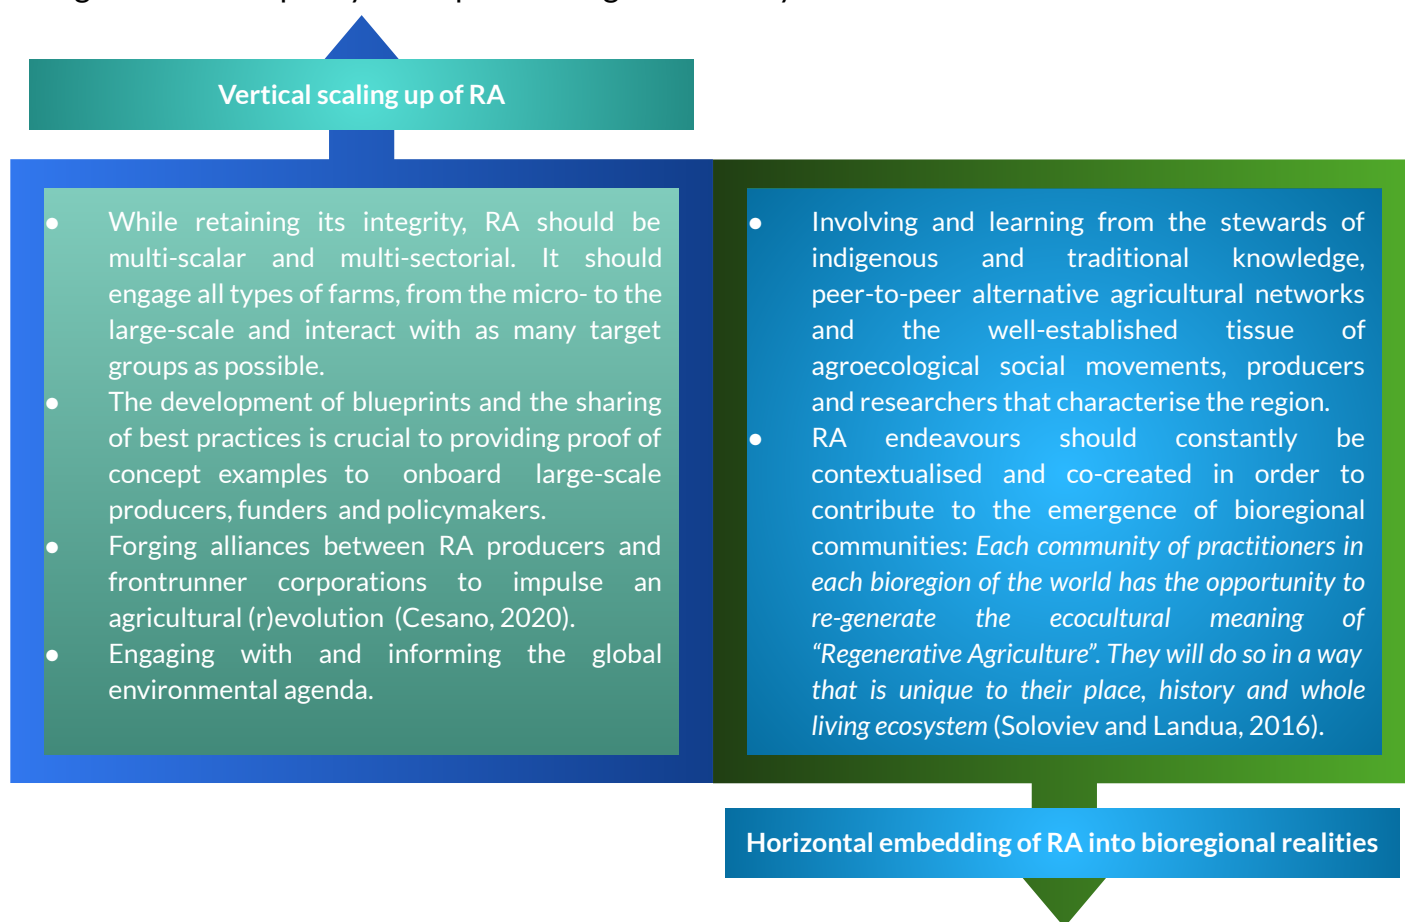 Vertical scaling up of RA
● While retaining its integrity, RA should be
multi-scalar and multi-sectorial. It should
engage all types of farms, from the micro- to the
large-scale and interact with as many target
groups as possible.
● The development of blueprints and the sharing
of best practices is crucial to providing proof of
concept examples to onboard large-scale
producers, funders and policymakers.
● Forging alliances between RA producers and
frontrunner corporations to impulse an
agricultural (r)evolution (Cesano, 2020).
● Engaging with and informing the global
environmental agenda.
● Involving and learning from the stewards of
indigenous and traditional knowledge,
peer-to-peer alternative agricultural networks
and the well-established tissue of
agroecological social movements, producers
and researchers that characterise the region.
● RA endeavours should constantly be
contextualised and co-created in order to
contribute to the emergence of bioregional
communities: Each community of practitioners in
each bioregion of the world has the opportunity to
re-generate the ecocultural meaning of
“Regenerative Agriculture”. They will do so in a way
that is unique to their place, history and whole
living ecosystem (Soloviev and Landua, 2016).
Horizontal embedding of RA into bioregional realities